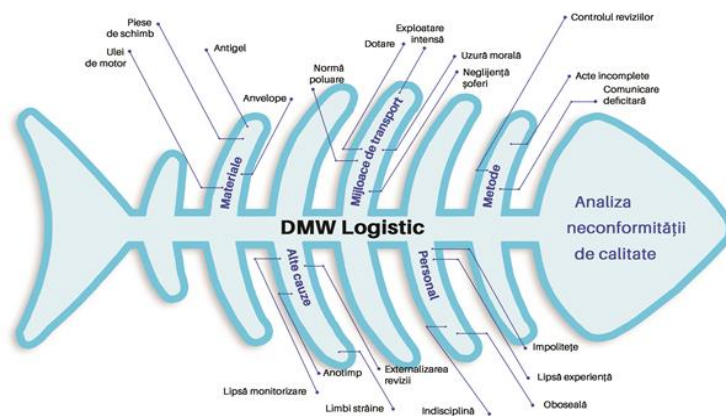 Piese
de schimb
Ulei
de motor
Antigel
Anvelope
Materiale
Normă
poluare
Dotare
Exploatare
intensă
Uzură morală
Neglijență
șoferi
Mijloace de transport
Controlul reviziilor
Acte incomplete
Comunicare
deficitară
Metode
DMW Logistic
Analiza
neconformității
de calitate
Alte cauze
Lipsă monitorizare
Anotimp
Limbi străine
Externalizarea
revizii
Personal
Indisciplină
Oboseală
Lipsă experiență
Impolitețe